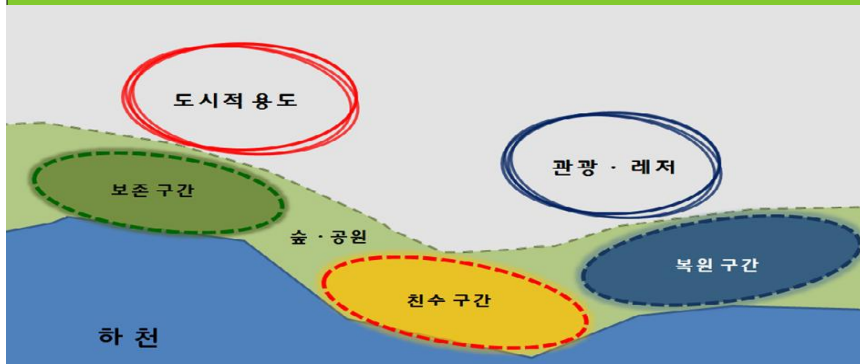 도시적 용도
관광 · 레저
보존 구간
숲 · 공원
복원 구간
친수 구간
하천